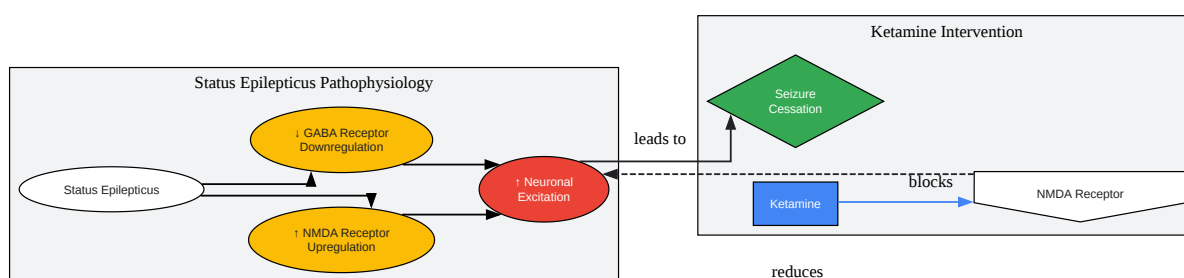 Ketamine Intervention
Status Epilepticus Pathophysiology
Seizure
Cessation
↓ GABA Receptor
Downregulation
leads to
Status Epilepticus
↑ Neuronal
Excitation
blocks
Ketamine
NMDA Receptor
↑ NMDA Receptor
Upregulation
reduces